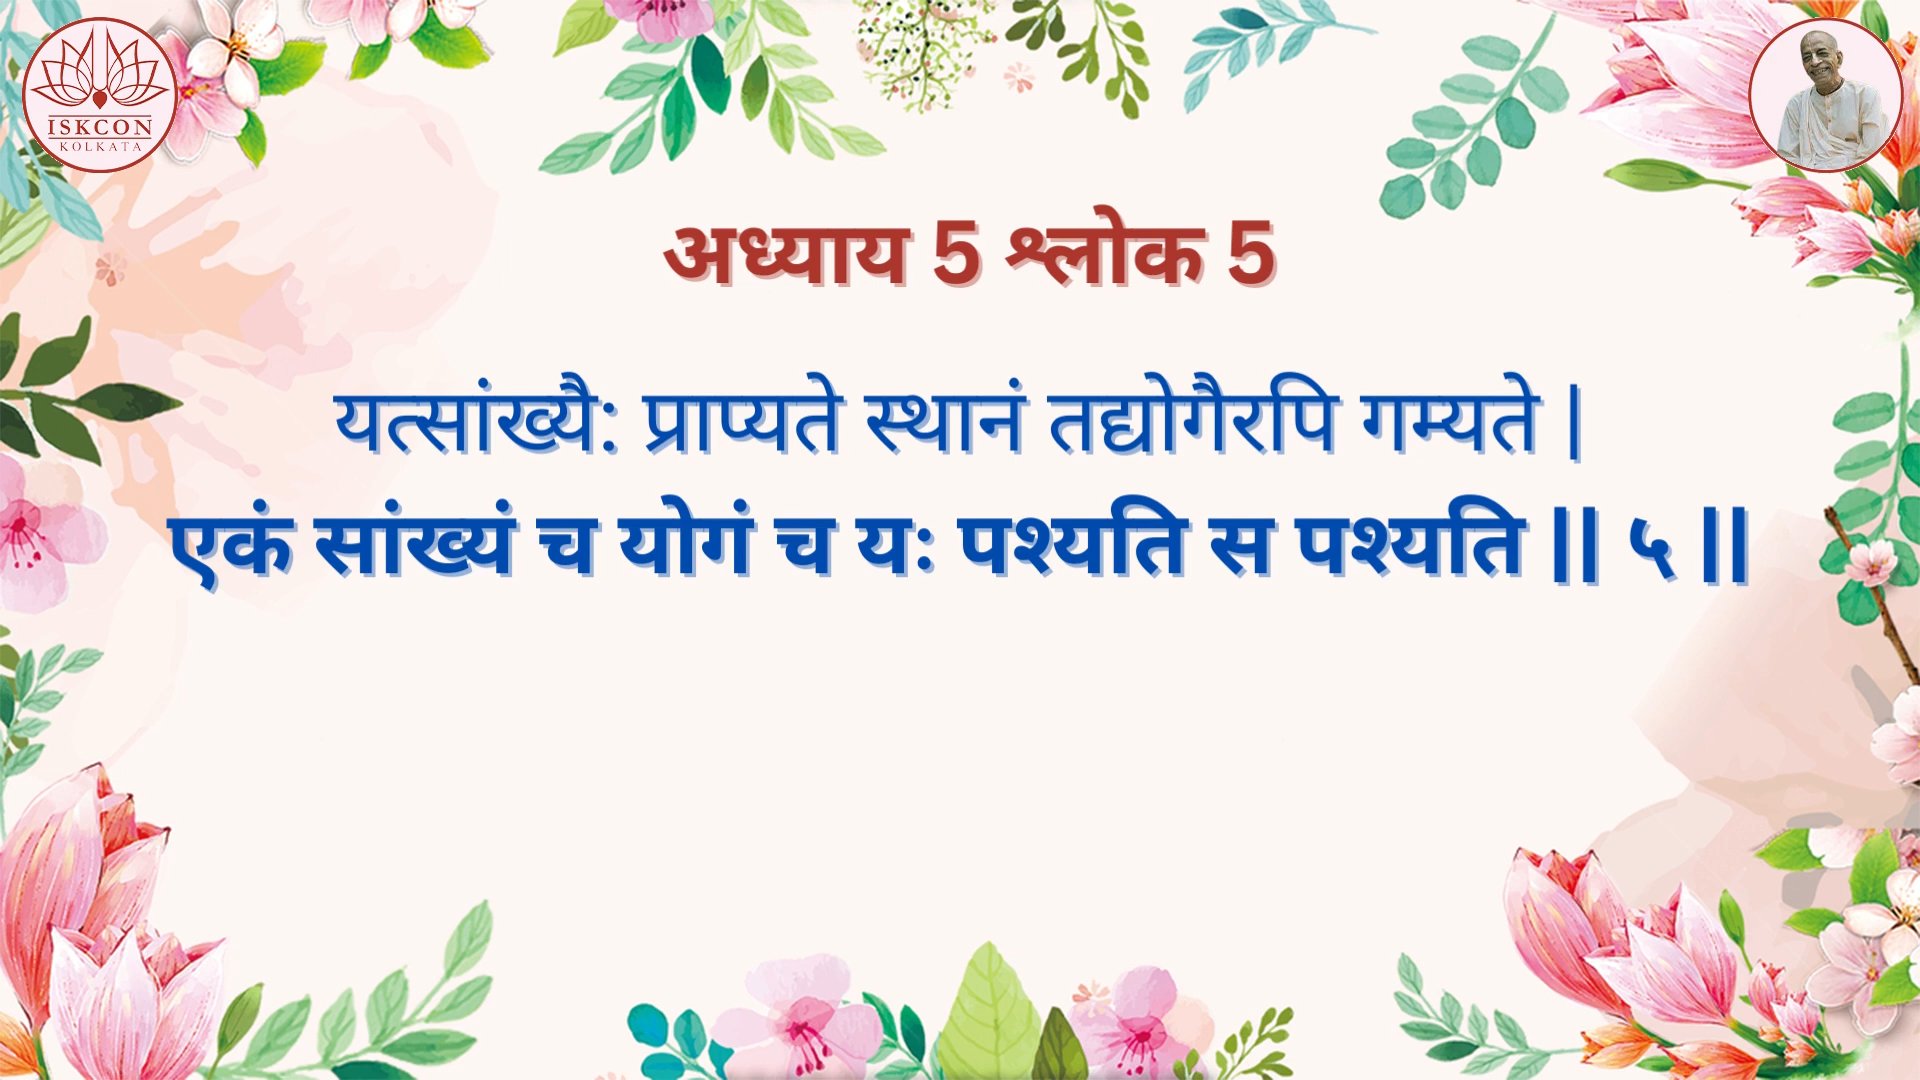 ISKCON
KOLKATA
अध्याय 5 श्लोक 5
यत्सांख्यै: प्राप्यते स्थानं तद्योगैरपि गम्यते |
एकं सांख्यं च योगं च य: पश्यति स पश्यति || ५ ||